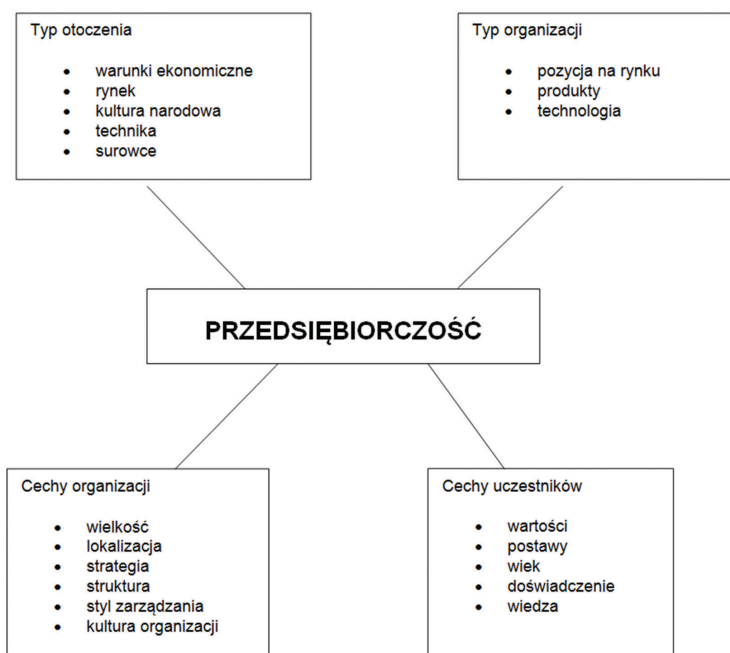 Typ otoczenia
• warunki ekonomiczne
• rynek
• kultura narodowa
• technika
• surowce
Typ organizacji
• pozycja na rynku
• produkty
• technologia
PRZEDSIĘBIORCZOŚĆ
Cechy organizacji
• wielkość
• lokalizacja
• strategia
• struktura
• styl zarządzania
• kultura organizacji
Cechy uczestników
• wartości
• postawy
• wiek
• doświadczenie
• wiedza